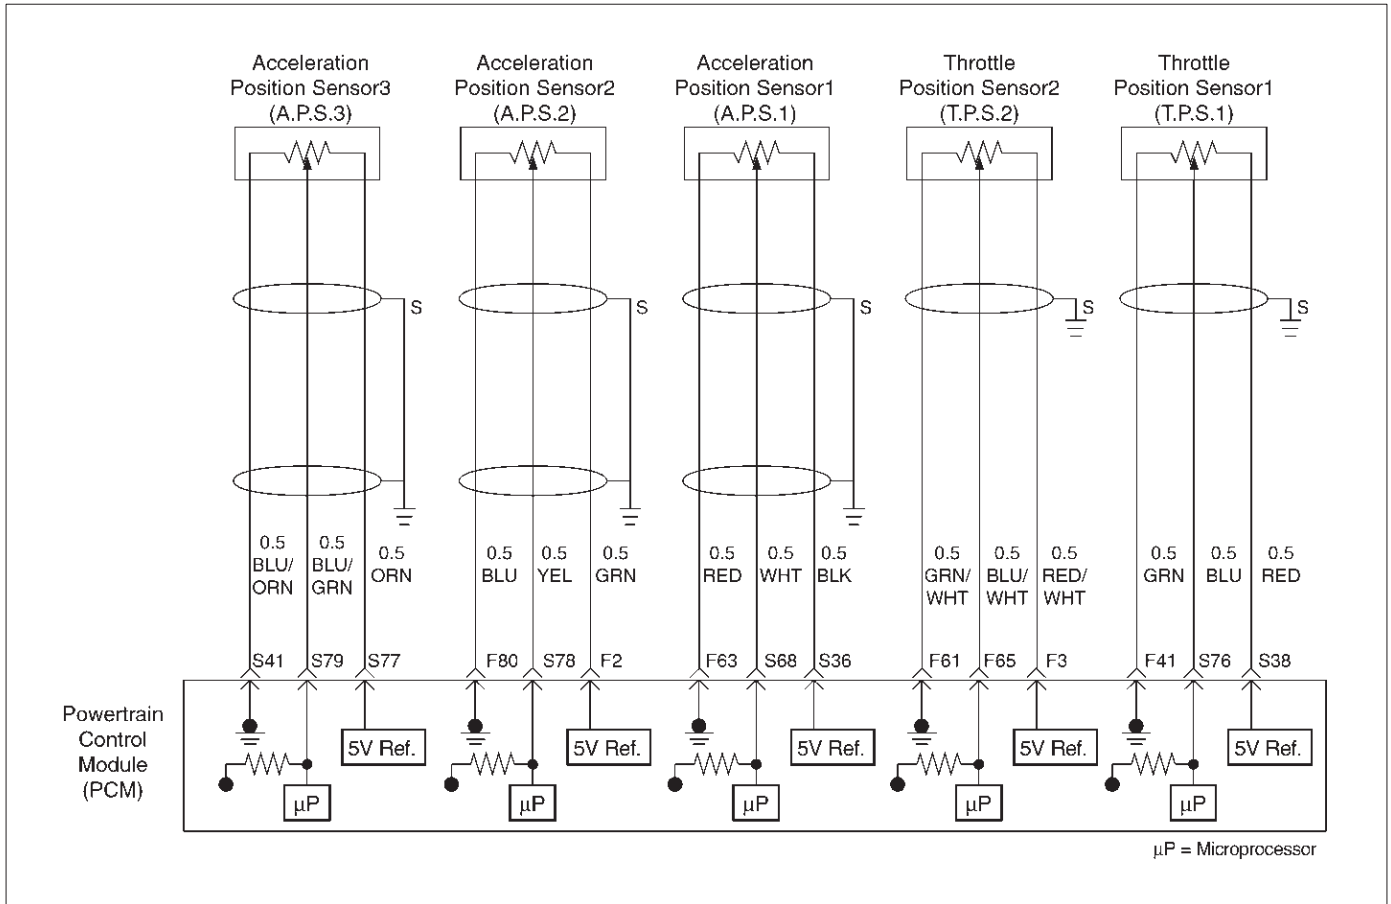 Acceleration
Position Sensor3
(A.P.S.3)
Acceleration
Position Sensor2
(A.P.S.2)
Acceleration
Position Sensor1
(A.P.S.1)
Throttle
Position Sensor2
(T.P.S.2)
Throttle
Position Sensor1
(T.P.S.1)
S
S
S
S
S
0.5
BLU/
ORN
0.5
BLU/
GRN
0.5
ORN
0.5
BLU
0.5
YEL
0.5
GRN
0.5
RED
0.5
WHT
0.5
BLK
0.5
GRN/
WHT
0.5
BLU/
WHT
0.5
RED/
WHT
0.5
GRN
0.5
BLU
0.5
RED
S41
S79
S77
F80
S78
F2
F63
S68
S36
F61
F65
F3
F41
S76
S38
Powertrain
Control
Module
(PCM)
5V Ref.
5V Ref.
5V Ref.
5V Ref.
5V Ref.
µP
µP
µP
µP
µP
µP = Microprocessor